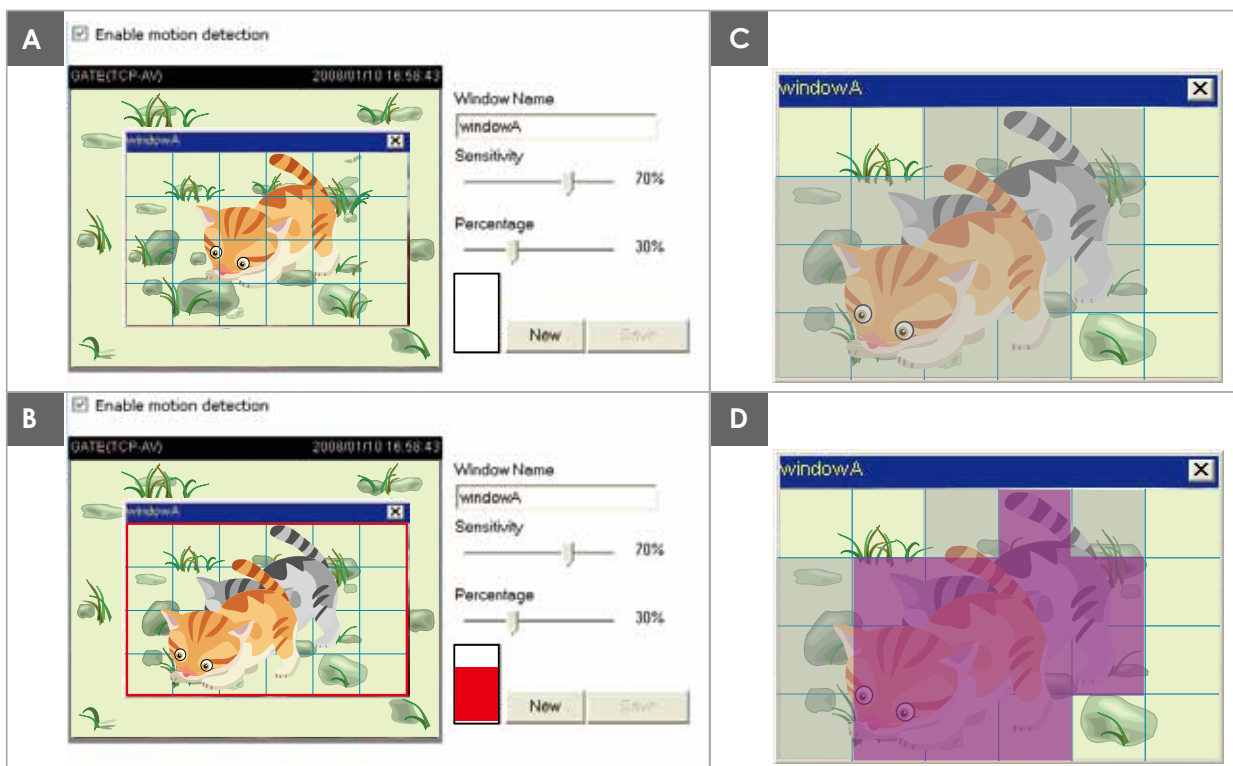 A
Enable motion detection
GATE(TCP-AV) 2008/01/10 16:58:43
windowA
Window Name
windowA
Sensitivity
70%
Percentage
30%
New Save
B
Enable motion detection
GATE(TCP-AV) 2008/01/10 16:58:43
windowA
Window Name
windowA
Sensitivity
70%
Percentage
30%
New Save
C
windowA
D
windowA